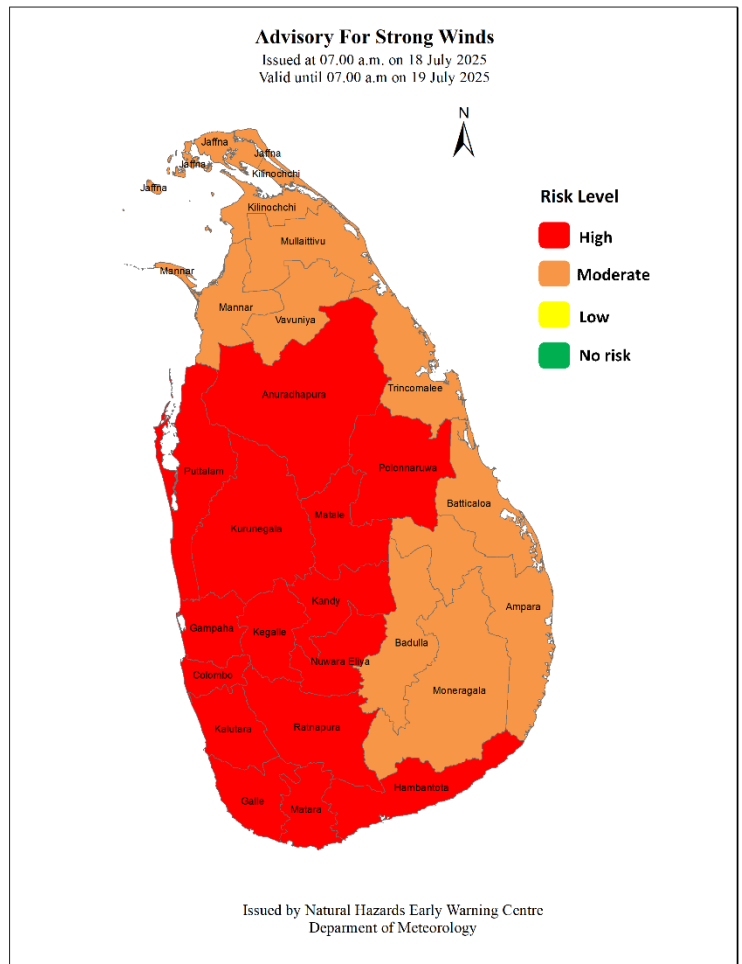 Advisory For Strong Winds
Issued at 07.00 a.m. on 18 July 2025
Valid until 07.00 a.m on 19 July 2025
N
Jaffna
Jaffna
Jaffna
Kilinochchi
Jaffna
Kilinochchi
Mullaittivu
Mannar
Mannar
Vavuniya
Trincomalee
Anuradhapura
Puttalam
Polonnaruwa
Batticaloa
Kurunegala
Matale
Kandy
Ampara
Gampaha
Kegalle
Badulla
Nuwara Eliya
Colombo
Moneragala
Kalutara
Ratnapura
Hambantota
Galle
Matara
Risk Level
High
Moderate
Low
No risk
Issued by Natural Hazards Early Warning Centre
Deparment of Meteorology